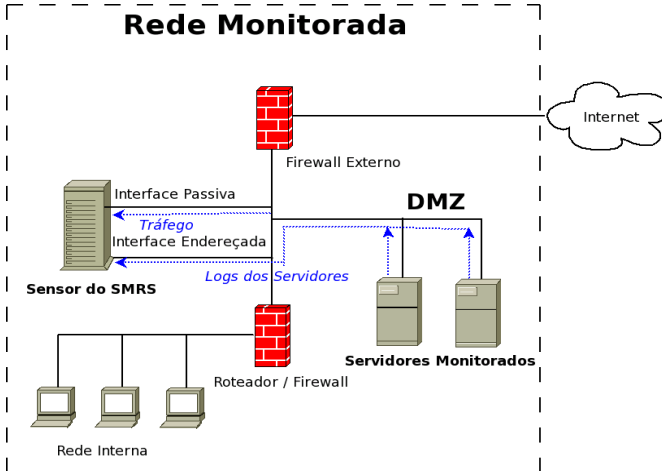 Rede Monitorada
Internet
Firewall Externo
Interface Passiva
DMZ
Tráfego
Interface Endereçada
Logs dos Servidores
Sensor do SMRS
Servidores Monitorados
Roteador / Firewall
Rede Interna